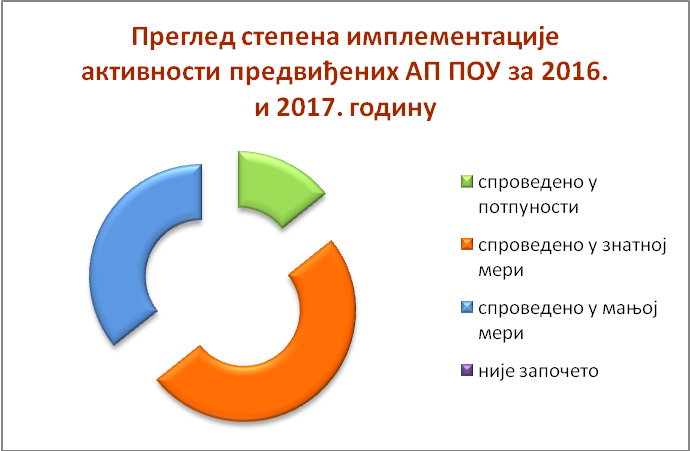 Преглед степена имплементације
активности предвиђених АП ПОУ за 2016.
и 2017. годину
спроведено у
потпуности
спроведено у знатној
мери
спроведено у мањој
мери
није започето